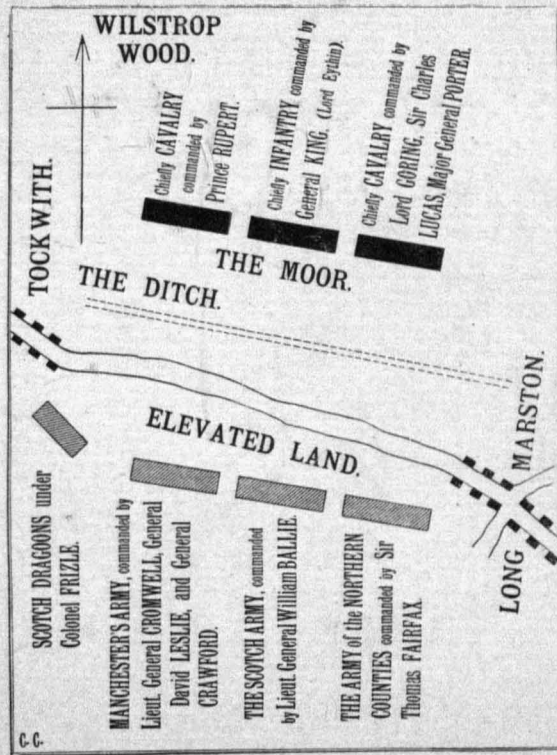 WILSTROP
WOOD.
TOCKWITH.
Chiefly CAVALRY
commanded by
Prince RUPERT.
Chiefly INFANTRY commanded by
General KING. (Lord Eythin).
Chiefly CAVALRY commanded by
Lord GORING, Sir Charles
LUCAS, Major General PORTER.
THE MOOR.
THE DITCH.
ELEVATED LAND.
LONG MARSTON.
SCOTCH DRAGOONS under
Colonel FRIZLE.
MANCHESTER'S ARMY, commanded by
Lieut. General CROMWELL, General
David LESLIE, and General
CRAWFORD.
THE SCOTCH ARMY, commanded
by Lieut. General William BALLIE.
THE ARMY of the NORTHERN
COUNTIES commanded by Sir
Thomas FAIRFAX.
C. C.